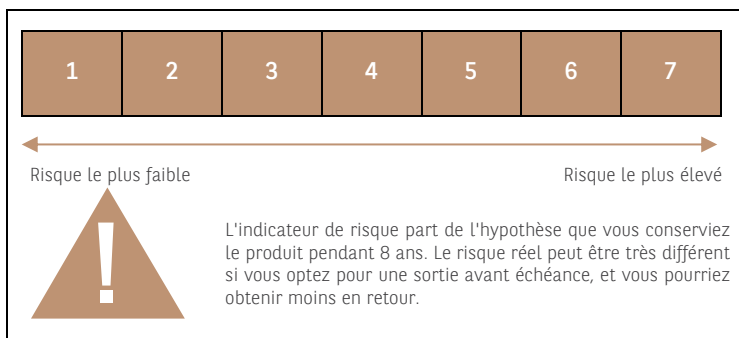 1 2 3 4 5 6 7
Risque le plus faible Risque le plus élevé
!
L'indicateur de risque part de l'hypothèse que vous conserviez
le produit pendant 8 ans. Le risque réel peut être très différent
si vous optez pour une sortie avant échéance, et vous pourriez
obtenir moins en retour.